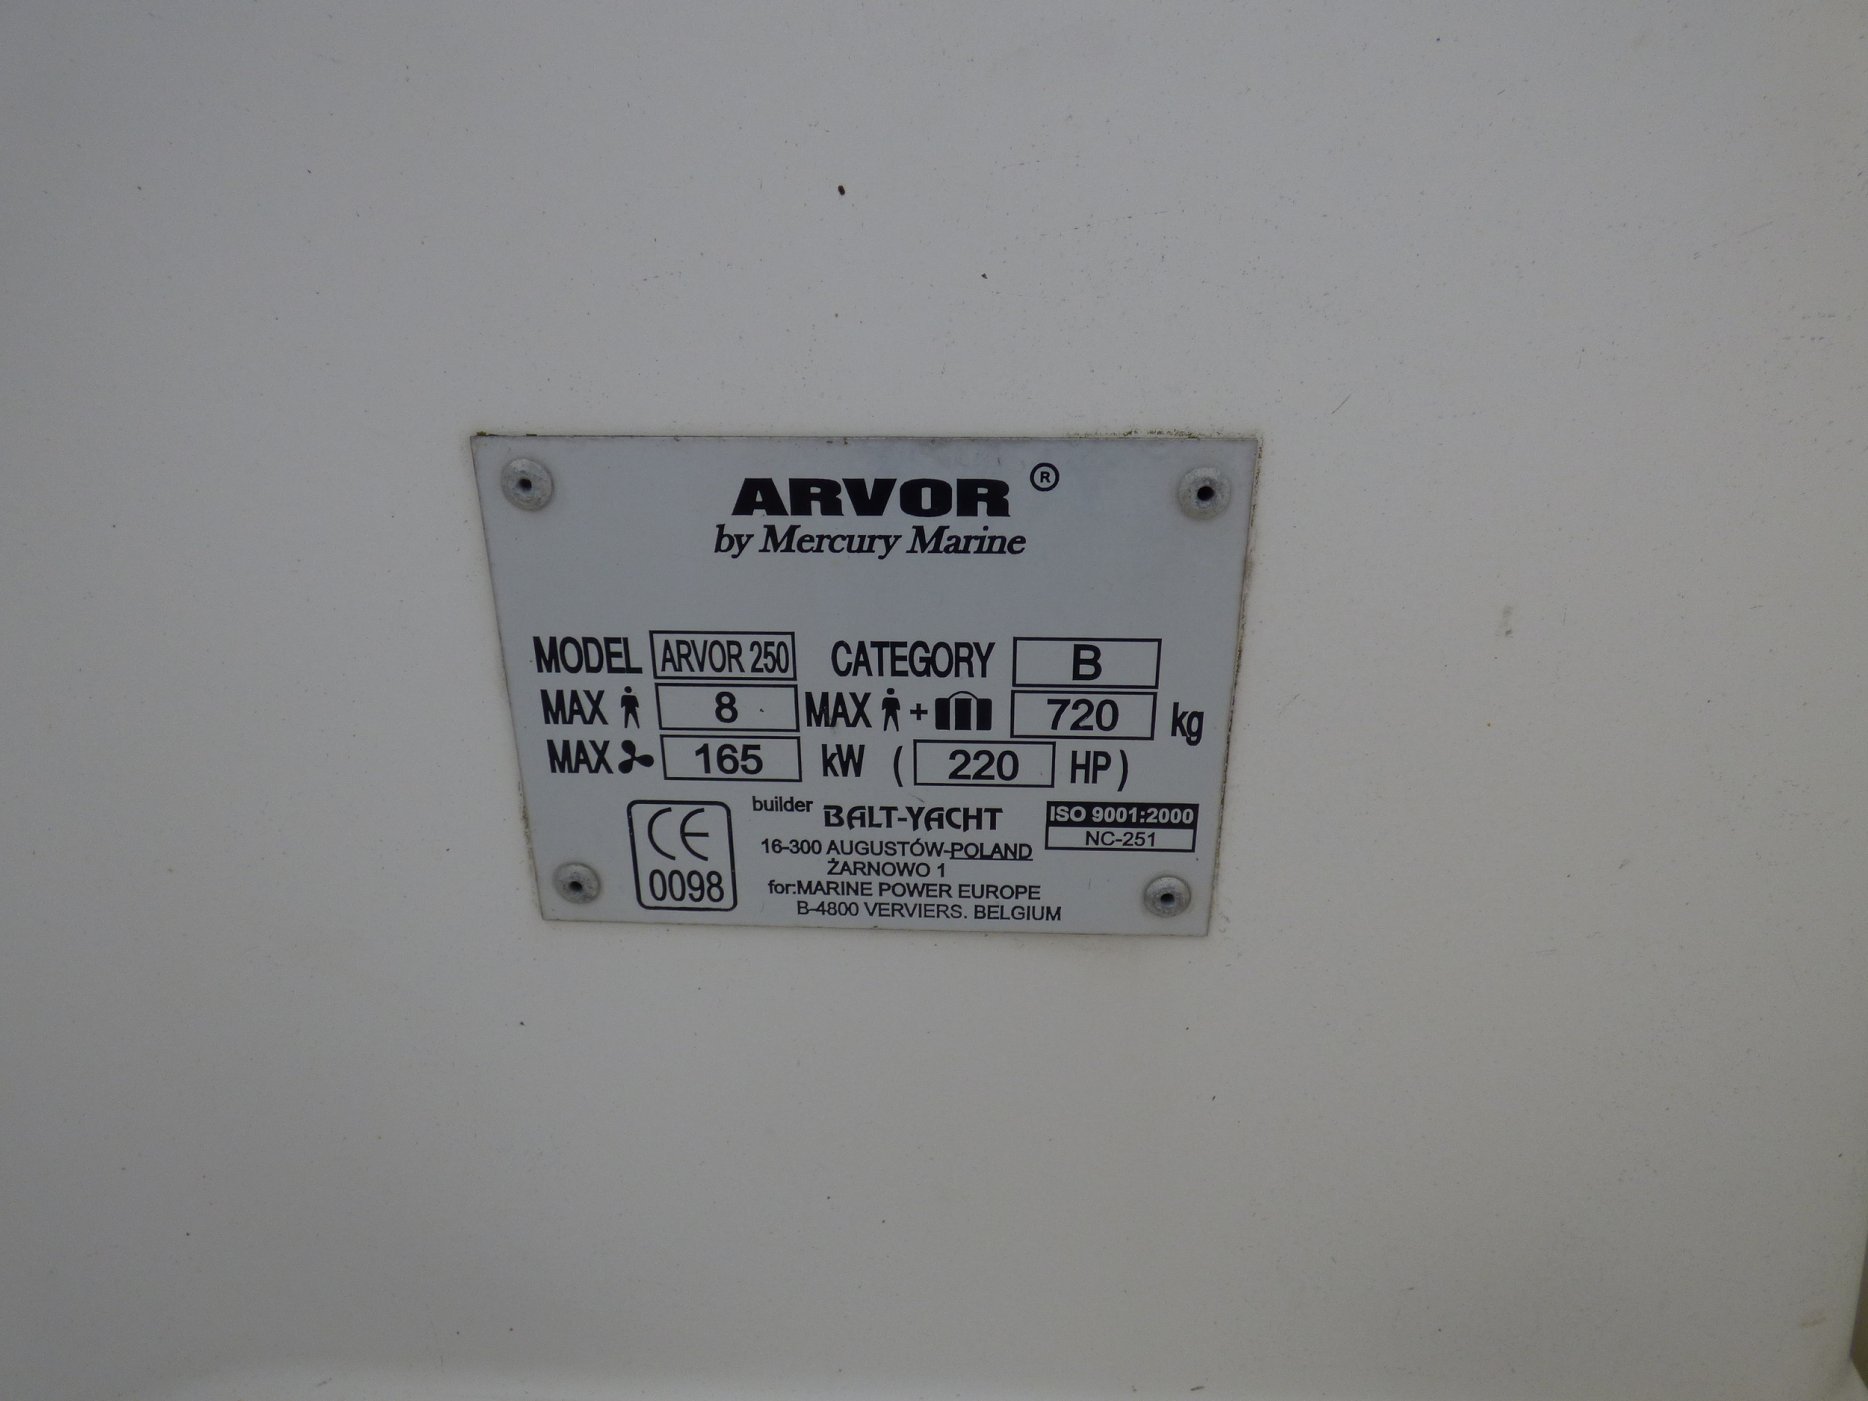 ARVOR ®
by Mercury Marine
MODEL ARVOR 250 CATEGORY B
MAX 8 MAX + 720 kg
MAX 165 kW ( 220 HP )
builder BALT-YACHT ISO 9001:2000
NC-251
16-300 AUGUSTÓW-POLAND
ŻARNOWO 1
for:MARINE POWER EUROPE
B-4800 VERVIERS. BELGIUM
CE
0098